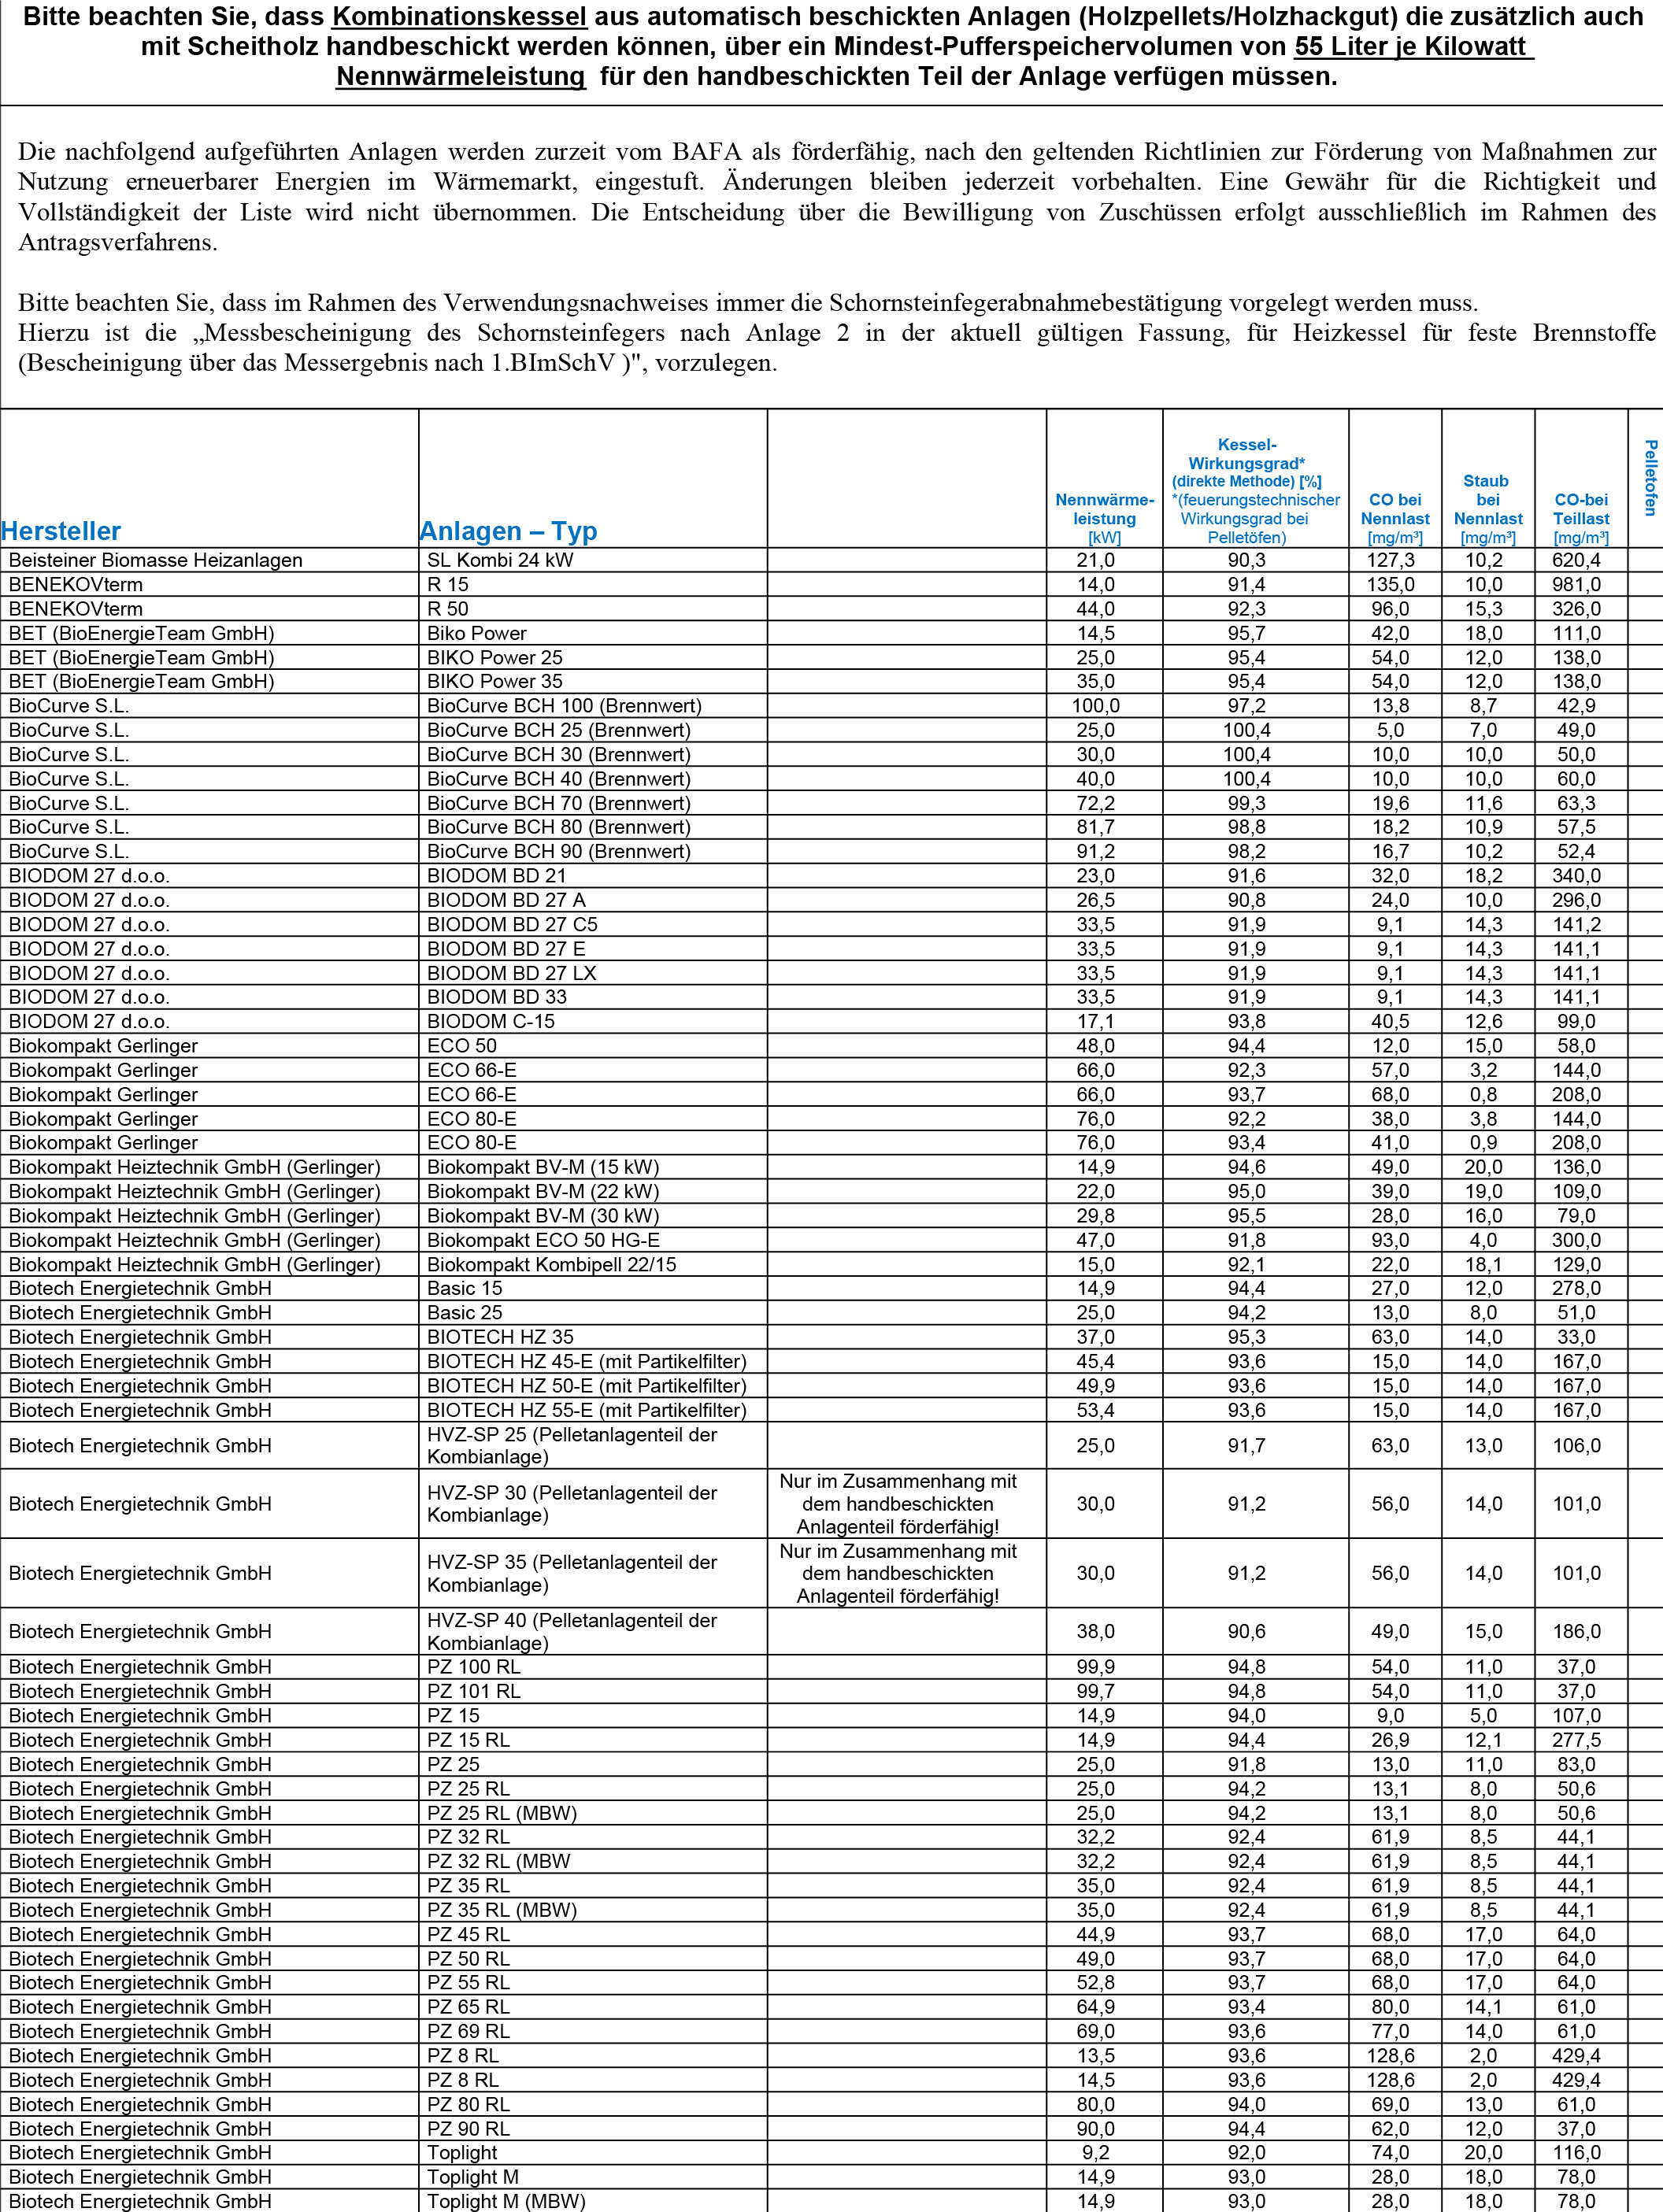 Bitte beachten Sie, dass Kombinationskessel aus automatisch beschickten Anlagen (Holzpellets/Holzhackgut) die zusätzlich auch
mit Scheitholz handbeschickt werden können, über ein Mindest-Pufferspeichervolumen von 55 Liter je Kilowatt
Nennwärmeleistung für den handbeschickten Teil der Anlage verfügen müssen.
Die nachfolgend aufgeführten Anlagen werden zurzeit vom BAFA als förderfähig, nach den geltenden Richtlinien zur Förderung von Maßnahmen zur
Nutzung erneuerbarer Energien im Wärmemarkt, eingestuft. Änderungen bleiben jederzeit vorbehalten. Eine Gewähr für die Richtigkeit und
Vollständigkeit der Liste wird nicht übernommen. Die Entscheidung über die Bewilligung von Zuschüssen erfolgt ausschließlich im Rahmen des
Antragsverfahrens.
Bitte beachten Sie, dass im Rahmen des Verwendungsnachweises immer die Schornsteinfegerabnahmebestätigung vorgelegt werden muss.
Hierzu ist die „Messbescheinigung des Schornsteinfegers nach Anlage 2 in der aktuell gültigen Fassung, für Heizkessel für feste Brennstoffe
(Bescheinigung über das Messergebnis nach 1.BImSchV )", vorzulegen.
Hersteller
Anlagen – Typ
Nennwärme-
leistung
[kW]
Kessel-
Wirkungsgrad*
(direkte Methode) [%]
*(feuerungstechnischer
Wirkungsgrad bei
Pelletöfen)
CO bei
Nennlast
[mg/m³]
Staub
bei
Nennlast
[mg/m³]
CO-bei
Teillast
[mg/m³]
Pelletofen
Beisteiner Biomasse Heizanlagen SL Kombi 24 kW 21,0 90,3 127,3 10,2 620,4
BENEKOVterm R 15 14,0 91,4 135,0 10,0 981,0
BENEKOVterm R 50 44,0 92,3 96,0 15,3 326,0
BET (BioEnergieTeam GmbH) Biko Power 14,5 95,7 42,0 18,0 111,0
BET (BioEnergieTeam GmbH) BIKO Power 25 25,0 95,4 54,0 12,0 138,0
BET (BioEnergieTeam GmbH) BIKO Power 35 35,0 95,4 54,0 12,0 138,0
BioCurve S.L. BioCurve BCH 100 (Brennwert) 100,0 97,2 13,8 8,7 42,9
BioCurve S.L. BioCurve BCH 25 (Brennwert) 25,0 100,4 5,0 7,0 49,0
BioCurve S.L. BioCurve BCH 30 (Brennwert) 30,0 100,4 10,0 10,0 50,0
BioCurve S.L. BioCurve BCH 40 (Brennwert) 40,0 100,4 10,0 10,0 60,0
BioCurve S.L. BioCurve BCH 70 (Brennwert) 72,2 99,3 19,6 11,6 63,3
BioCurve S.L. BioCurve BCH 80 (Brennwert) 81,7 98,8 18,2 10,9 57,5
BioCurve S.L. BioCurve BCH 90 (Brennwert) 91,2 98,2 16,7 10,2 52,4
BIODOM 27 d.o.o. BIODOM BD 21 23,0 91,6 32,0 18,2 340,0
BIODOM 27 d.o.o. BIODOM BD 27 A 26,5 90,8 24,0 10,0 296,0
BIODOM 27 d.o.o. BIODOM BD 27 C5 33,5 91,9 9,1 14,3 141,2
BIODOM 27 d.o.o. BIODOM BD 27 E 33,5 91,9 9,1 14,3 141,1
BIODOM 27 d.o.o. BIODOM BD 27 LX 33,5 91,9 9,1 14,3 141,1
BIODOM 27 d.o.o. BIODOM BD 33 33,5 91,9 9,1 14,3 141,1
BIODOM 27 d.o.o. BIODOM C-15 17,1 93,8 40,5 12,6 99,0
Biokompakt Gerlinger ECO 50 48,0 94,4 12,0 15,0 58,0
Biokompakt Gerlinger ECO 66-E 66,0 92,3 57,0 3,2 144,0
Biokompakt Gerlinger ECO 66-E 66,0 93,7 68,0 0,8 208,0
Biokompakt Gerlinger ECO 80-E 76,0 92,2 38,0 3,8 144,0
Biokompakt Gerlinger ECO 80-E 76,0 93,4 41,0 0,9 208,0
Biokompakt Heiztechnik GmbH (Gerlinger) Biokompakt BV-M (15 kW) 14,9 94,6 49,0 20,0 136,0
Biokompakt Heiztechnik GmbH (Gerlinger) Biokompakt BV-M (22 kW) 22,0 95,0 39,0 19,0 109,0
Biokompakt Heiztechnik GmbH (Gerlinger) Biokompakt BV-M (30 kW) 29,8 95,5 28,0 16,0 79,0
Biokompakt Heiztechnik GmbH (Gerlinger) Biokompakt ECO 50 HG-E 47,0 91,8 93,0 4,0 300,0
Biokompakt Heiztechnik GmbH (Gerlinger) Biokompakt Kombipell 22/15 15,0 92,1 22,0 18,1 129,0
Biotech Energietechnik GmbH Basic 15 14,9 94,4 27,0 12,0 278,0
Biotech Energietechnik GmbH Basic 25 25,0 94,2 13,0 8,0 51,0
Biotech Energietechnik GmbH BIOTECH HZ 35 37,0 95,3 63,0 14,0 33,0
Biotech Energietechnik GmbH BIOTECH HZ 45-E (mit Partikelfilter) 45,4 93,6 15,0 14,0 167,0
Biotech Energietechnik GmbH BIOTECH HZ 50-E (mit Partikelfilter) 49,9 93,6 15,0 14,0 167,0
Biotech Energietechnik GmbH BIOTECH HZ 55-E (mit Partikelfilter) 53,4 93,6 15,0 14,0 167,0
Biotech Energietechnik GmbH HVZ-SP 25 (Pelletanlagenteil der
Kombianlage) 25,0 91,7 63,0 13,0 106,0
Biotech Energietechnik GmbH HVZ-SP 30 (Pelletanlagenteil der
Kombianlage) Nur im Zusammenhang mit
dem handbeschickten
Anlagenteil förderfähig! 30,0 91,2 56,0 14,0 101,0
Biotech Energietechnik GmbH HVZ-SP 35 (Pelletanlagenteil der
Kombianlage) Nur im Zusammenhang mit
dem handbeschickten
Anlagenteil förderfähig! 30,0 91,2 56,0 14,0 101,0
Biotech Energietechnik GmbH HVZ-SP 40 (Pelletanlagenteil der
Kombianlage) 38,0 90,6 49,0 15,0 186,0
Biotech Energietechnik GmbH PZ 100 RL 99,9 94,8 54,0 11,0 37,0
Biotech Energietechnik GmbH PZ 101 RL 99,7 94,8 54,0 11,0 37,0
Biotech Energietechnik GmbH PZ 15 14,9 94,0 9,0 5,0 107,0
Biotech Energietechnik GmbH PZ 15 RL 14,9 94,4 26,9 12,1 277,5
Biotech Energietechnik GmbH PZ 25 25,0 91,8 13,0 11,0 83,0
Biotech Energietechnik GmbH PZ 25 RL 25,0 94,2 13,1 8,0 50,6
Biotech Energietechnik GmbH PZ 25 RL (MBW) 25,0 94,2 13,1 8,0 50,6
Biotech Energietechnik GmbH PZ 32 RL 32,2 92,4 61,9 8,5 44,1
Biotech Energietechnik GmbH PZ 32 RL (MBW 32,2 92,4 61,9 8,5 44,1
Biotech Energietechnik GmbH PZ 35 RL 35,0 92,4 61,9 8,5 44,1
Biotech Energietechnik GmbH PZ 35 RL (MBW) 35,0 92,4 61,9 8,5 44,1
Biotech Energietechnik GmbH PZ 45 RL 44,9 93,7 68,0 17,0 64,0
Biotech Energietechnik GmbH PZ 50 RL 49,0 93,7 68,0 17,0 64,0
Biotech Energietechnik GmbH PZ 55 RL 52,8 93,7 68,0 17,0 64,0
Biotech Energietechnik GmbH PZ 65 RL 64,9 93,4 80,0 14,1 61,0
Biotech Energietechnik GmbH PZ 69 RL 69,0 93,6 77,0 14,0 61,0
Biotech Energietechnik GmbH PZ 8 RL 13,5 93,6 128,6 2,0 429,4
Biotech Energietechnik GmbH PZ 8 RL 14,5 93,6 128,6 2,0 429,4
Biotech Energietechnik GmbH PZ 80 RL 80,0 94,0 69,0 13,0 61,0
Biotech Energietechnik GmbH PZ 90 RL 90,0 94,4 62,0 12,0 37,0
Biotech Energietechnik GmbH Toplight 9,2 92,0 74,0 20,0 116,0
Biotech Energietechnik GmbH Toplight M 14,9 93,0 28,0 18,0 78,0
Biotech Energietechnik GmbH Toplight M (MBW) 14,9 93,0 28,0 18,0 78,0